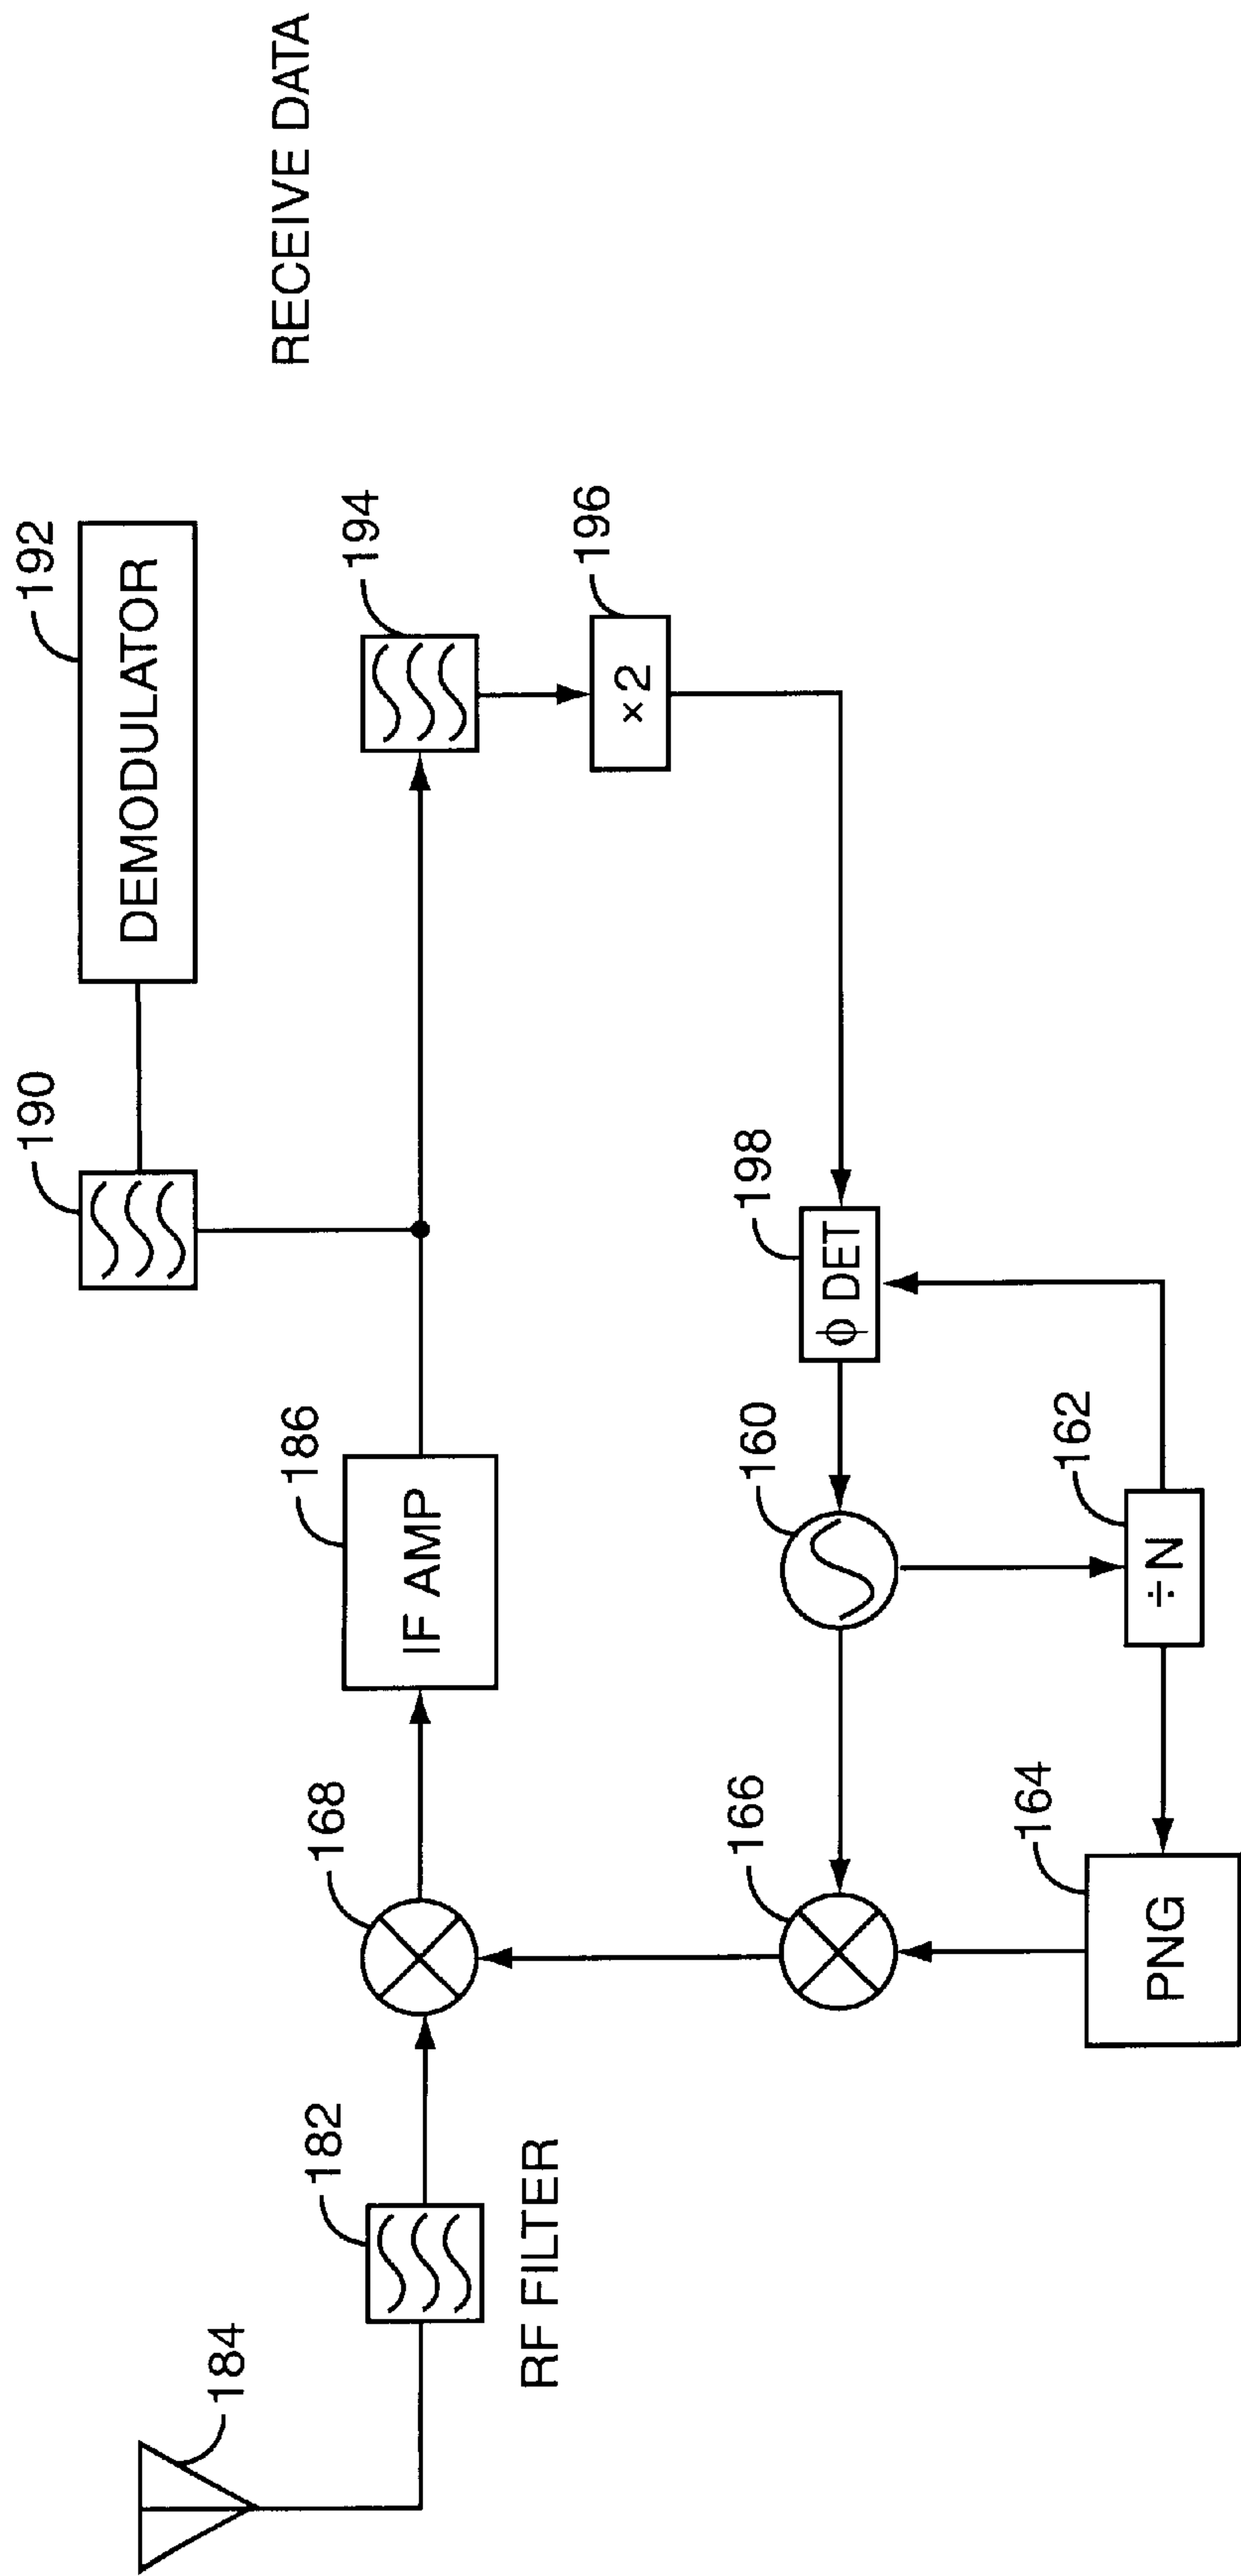 192
DEMODULATOR
190
RECEIVE DATA
194
196
×2
186
IF AMP
168
182
RF FILTER
184
198
ϕ DET
160
162
÷N
166
164
PNG